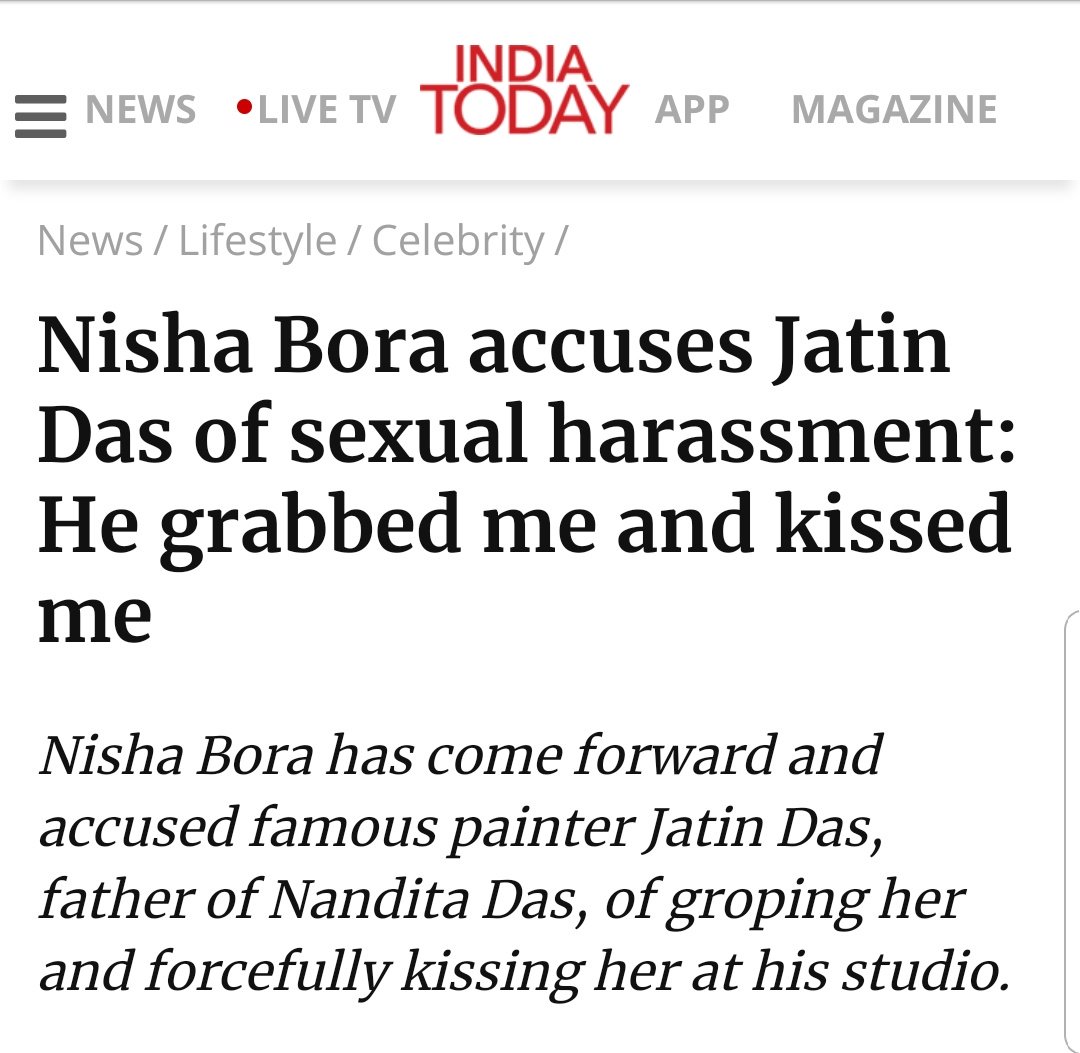 NEWS LIVE TV INDIA TODAY APP MAGAZINE
News / Lifestyle / Celebrity /
Nisha Bora accuses Jatin
Das of sexual harassment:
He grabbed me and kissed
me
Nisha Bora has come forward and
accused famous painter Jatin Das,
father of Nandita Das, of groping her
and forcefully kissing her at his studio.